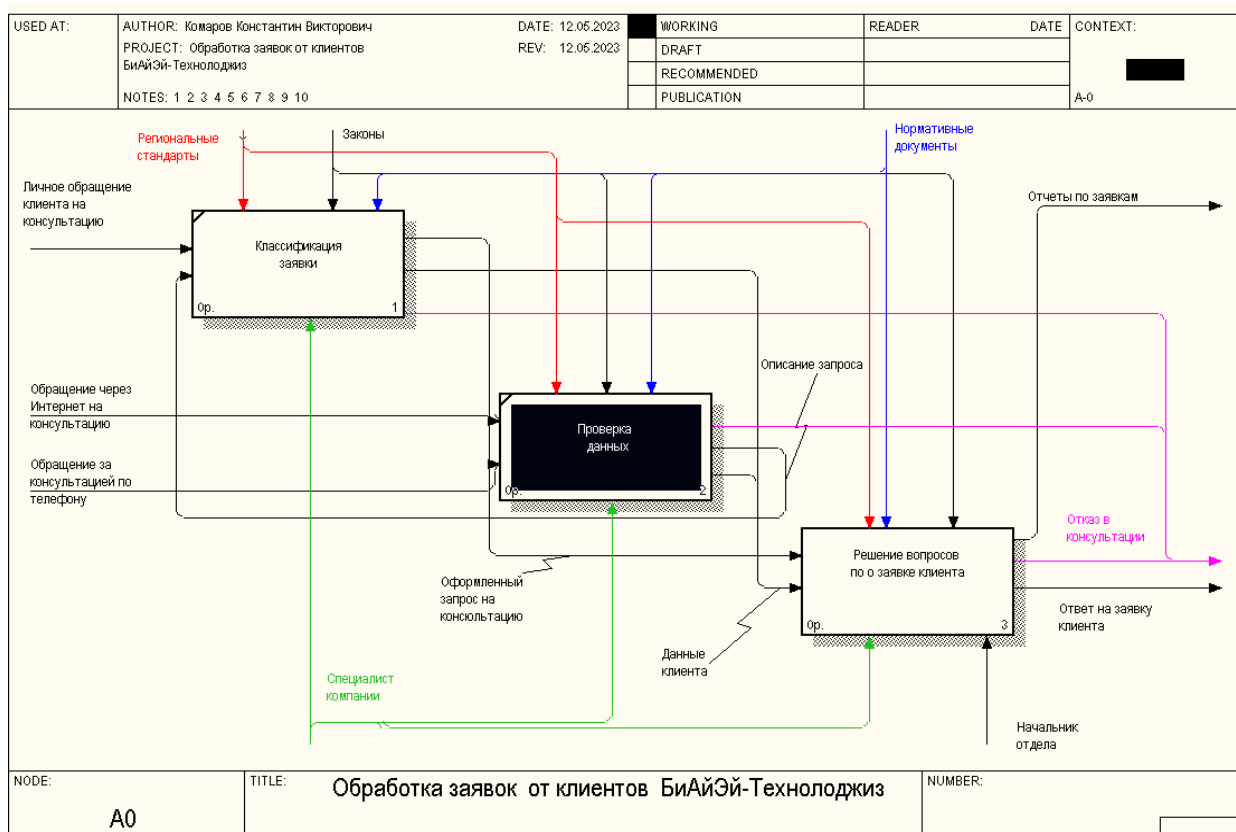 USED AT:
AUTHOR: Комаров Константин Викторович
DATE: 12.05.2023
PROJECT: Обработка заявок от клиентов
БиАйЭй-Технолоджиз
REV: 12.05.2023
NOTES: 1 2 3 4 5 6 7 8 9 10
WORKING
DRAFT
RECOMMENDED
PUBLICATION
READER
DATE
CONTEXT:
A-0
Региональные
стандарты
Законы
Нормативные
документы
Личное обращение
клиента на
консультацию
Отчеты по заявкам
Классификация
заявки
0р.
1
Описание запроса
Обращение через
Интернет на
консультацию
Проверка
данных
0р.
2
Обращение за
консультацией по
телефону
Отказ в
консультации
Решение вопросов
по о заявке клиента
0р.
3
Оформленный
запрос на
консюльтацию
Ответ на заявку
клиента
Данные
клиента
Специалист
компании
Начальник
отдела
NODE:
A0
TITLE:
Обработка заявок от клиентов БиАйЭй-Технолоджиз
NUMBER: